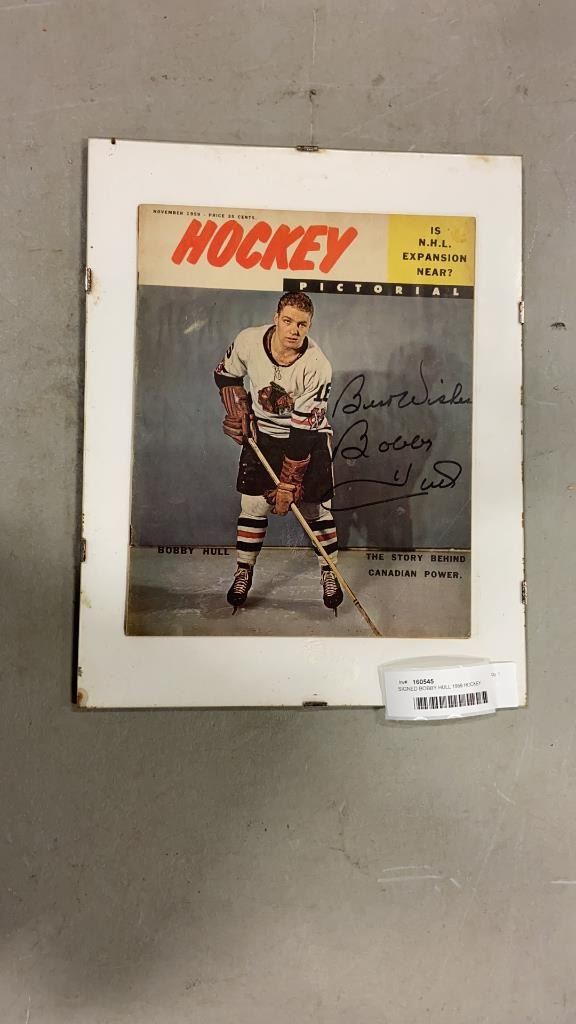 NOVEMBER 1959 - PRICE 35 CENTS.
HOCKEY
PICTORIAL
IS
N.H.L.
EXPANSION
NEAR?
16
Best Wishes
Bobby
Hull
BOBBY HULL
THE STORY BEHIND
CANADIAN POWER.
160545
SIGNED BOBBY HULL 1959 HOCKEY